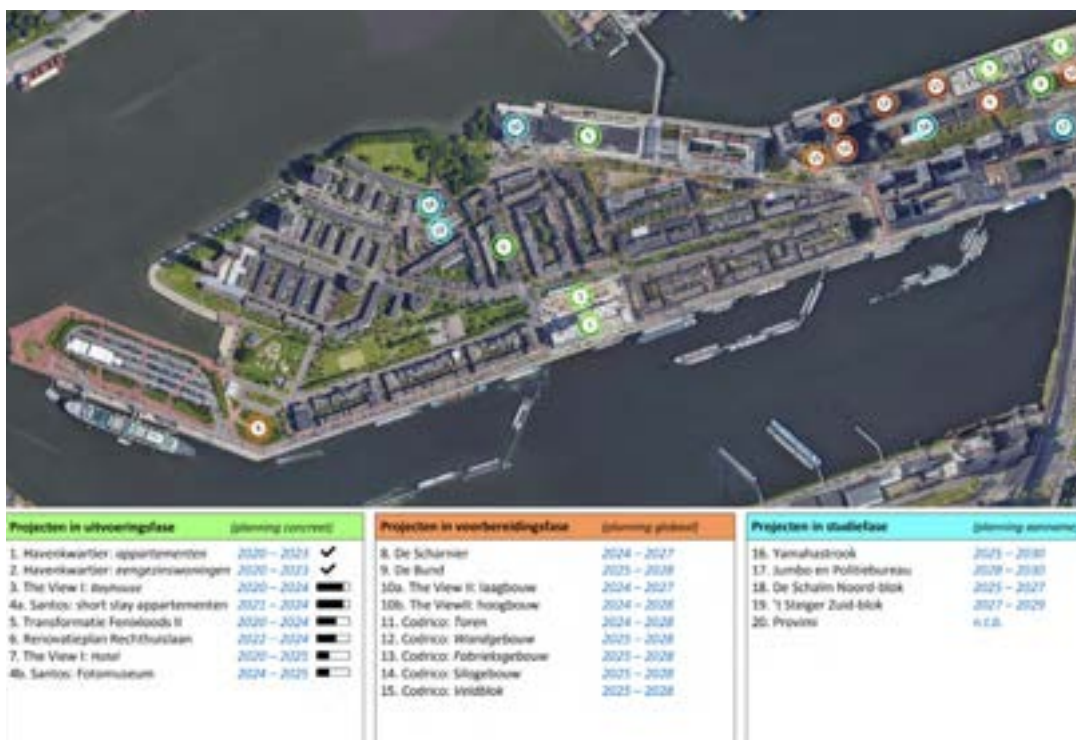 Projecten in uitvoeringsfase (planning concreet)
1. Havenkwartier: appartementen 2020 – 2023 ✔
2. Havenkwartier: eengezinswoningen 2020 – 2023 ✔
3. The View I: Bayhouse 2020 – 2024
4a. Santos: short stay appartementen 2021 – 2024
5. Transformatie Fenixloods II 2020 – 2024
6. Renovatieplan Rechthuislaan 2022 – 2024
7. The View I: Hotel 2020 – 2025
4b. Santos: Fotomuseum 2024 – 2025
Projecten in voorbereidingsfase (planning globaal)
8. De Scharnier 2024 – 2027
9. De Bund 2025 – 2028
10a. The View II: laagbouw 2024 – 2027
10b. The ViewII: hoogbouw 2024 – 2028
11. Codrico: Toren 2024 – 2028
12. Codrico: Wandgebouw 2025 – 2028
13. Codrico: Fabrieksgebouw 2025 – 2028
14. Codrico: Silogebouw 2025 – 2028
15. Codrico: Veldblok 2025 – 2028
Projecten in studiefase (planning aanname)
16. Yamahastrook 2025 – 2030
17. Jumbo en Politiebureau 2028 – 2030
18. De Schalm Noord-blok 2025 – 2027
19. 't Steiger Zuid-blok 2027 – 2029
20. Provimi n.t.b.